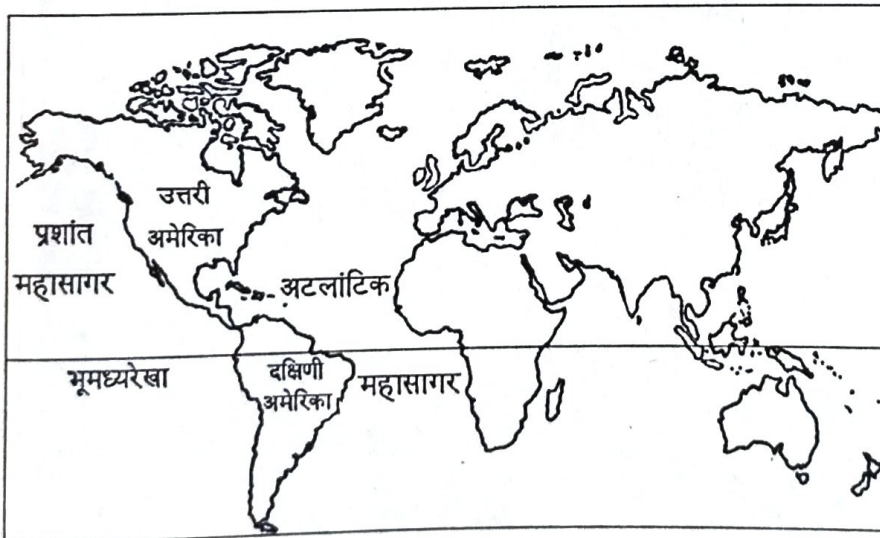 उत्तरी
अमेरिका
प्रशांत
महासागर
अटलांटिक
महासागर
भूमध्यरेखा
दक्षिणी
अमेरिका